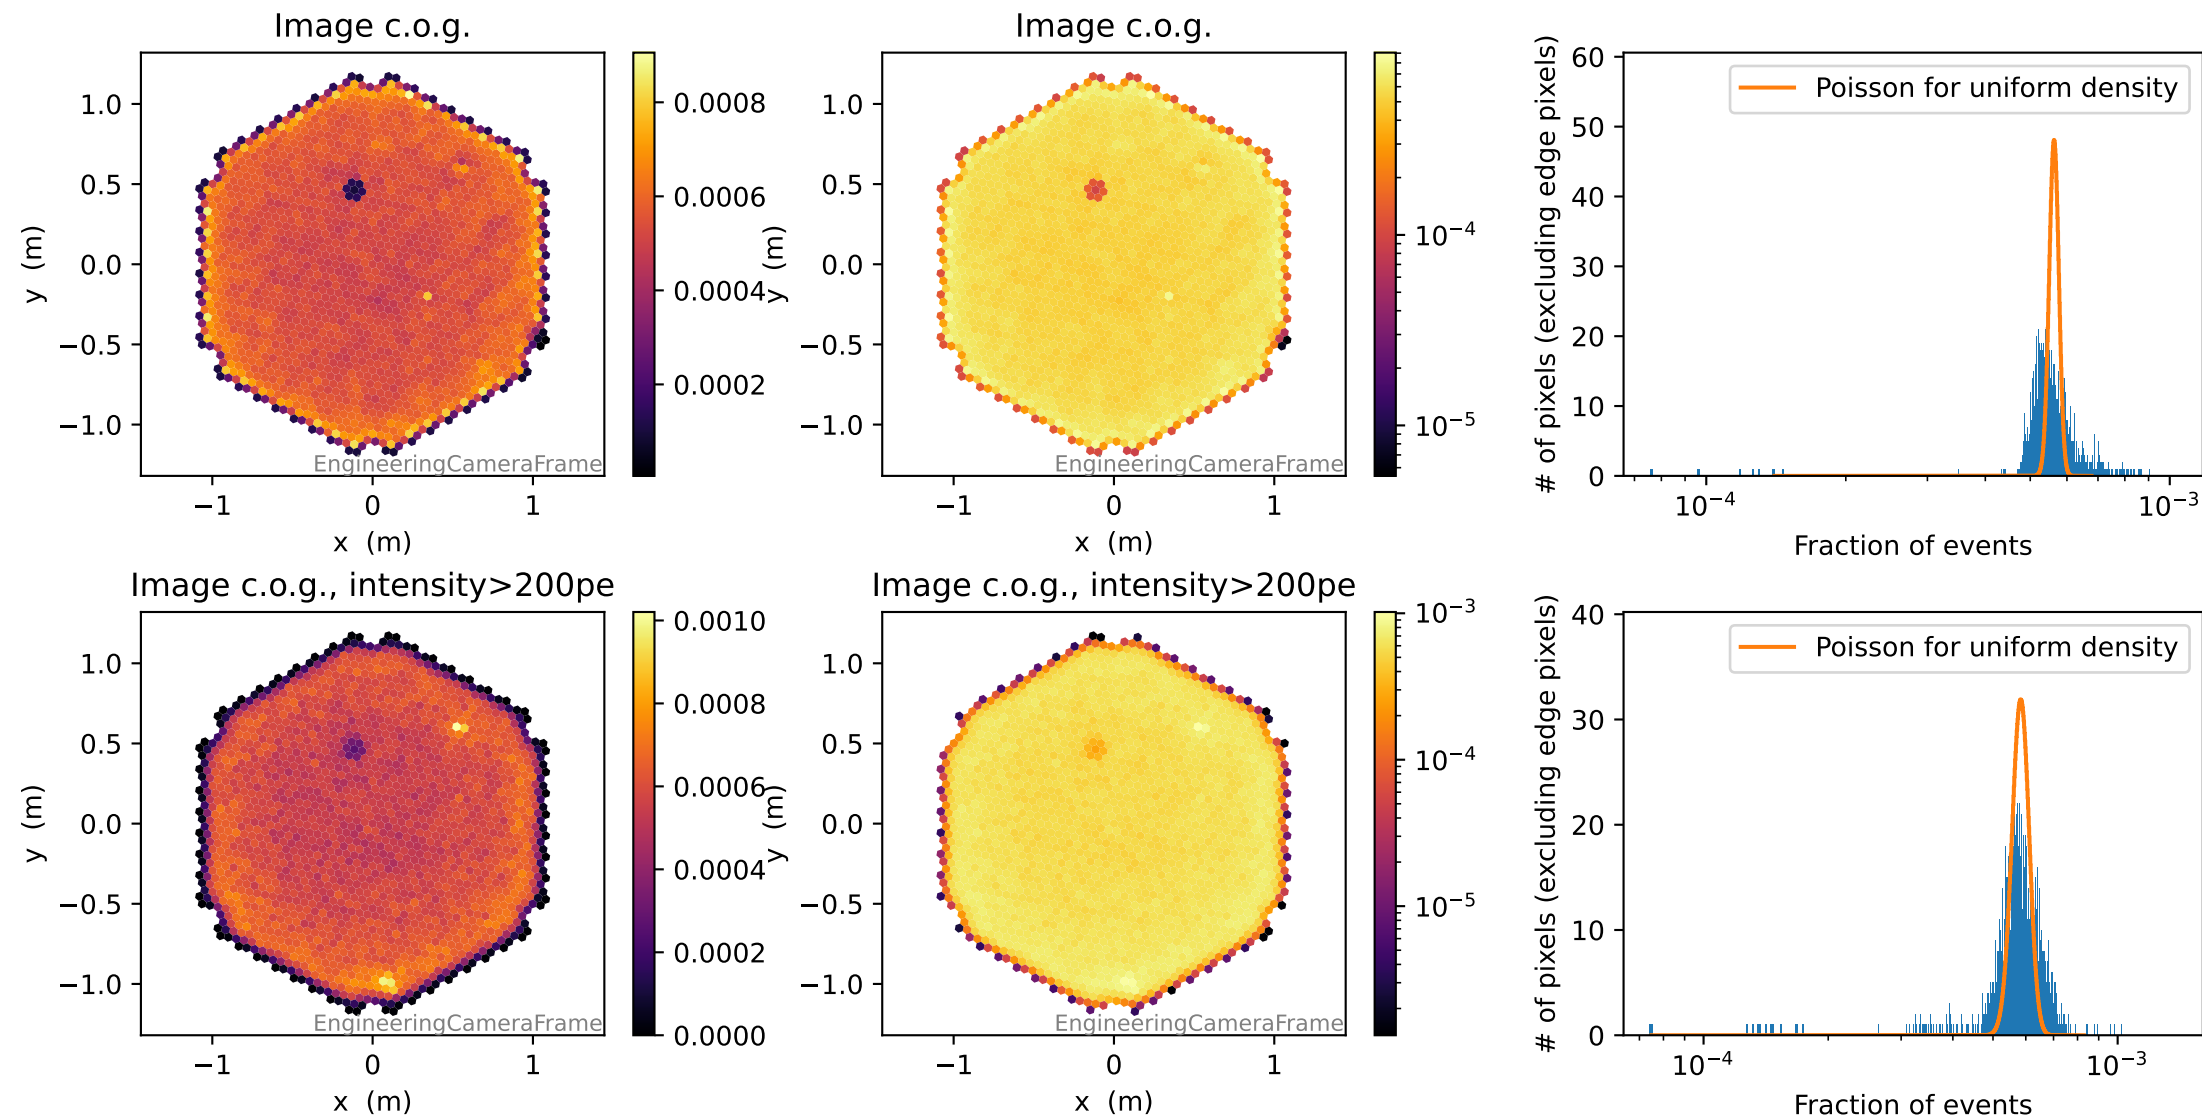 Image c.o.g.
1.0
0.5
0.0
−0.5
−1.0
y (m)
−1
0
1
x (m)
EngineeringCameraFrame
0.0008
0.0006
0.0004
0.0002
Image c.o.g.
1.0
0.5
0.0
−0.5
−1.0
y (m)
−1
0
1
x (m)
EngineeringCameraFrame
10⁻⁴
10⁻⁵
60
50
40
30
20
10
0
# of pixels (excluding edge pixels)
Poisson for uniform density
10⁻⁴
10⁻³
Fraction of events
Image c.o.g., intensity>200pe
1.0
0.5
0.0
−0.5
−1.0
y (m)
−1
0
1
x (m)
EngineeringCameraFrame
0.0010
0.0008
0.0006
0.0004
0.0002
0.0000
Image c.o.g., intensity>200pe
1.0
0.5
0.0
−0.5
−1.0
y (m)
−1
0
1
x (m)
EngineeringCameraFrame
10⁻³
10⁻⁴
10⁻⁵
40
30
20
10
0
# of pixels (excluding edge pixels)
Poisson for uniform density
10⁻⁴
10⁻³
Fraction of events